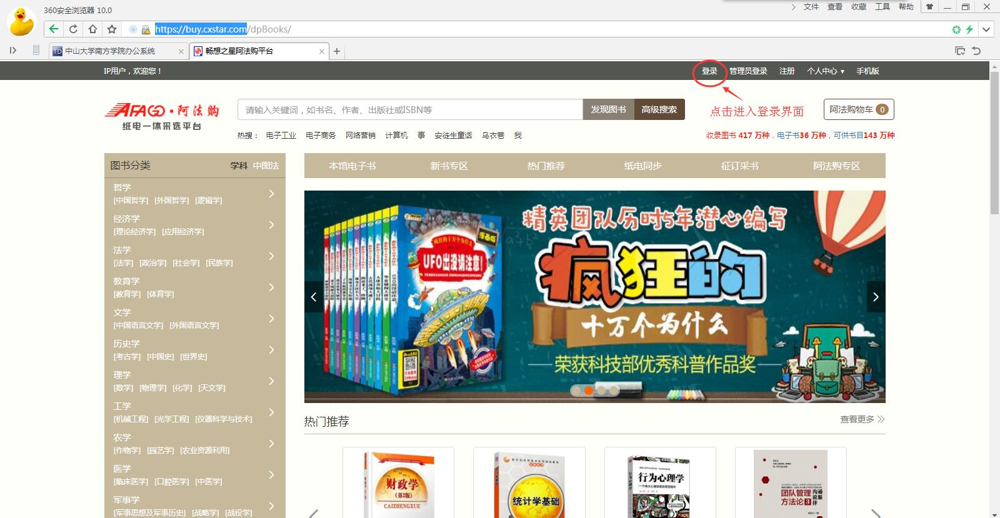 360安全浏览器 10.0
文件 查看 收藏 工具 帮助
https://buy.cxstar.com/dpBooks/
中山大学南方学院办公系统
畅想之星阿法购平台
IP用户，欢迎您！
登录 管理员登录 注册 个人中心 ▼ 手机版
点击进入登录界面
AFAGO·阿法购
纸电一体采选平台
请输入关键词，如书名、作者、出版社或ISBN等
发现图书 高级搜索
阿法购物车 0
热搜： 电子工业 电子商务 网络营销 计算机 事 安徒生童话 乌衣巷 我
收录图书 417 万种，电子书36 万种，可供书目143 万种
图书分类 学科 中图法
本馆电子书 新书专区 热门推荐 纸电同步 征订采书 阿法购专区
哲学
[中国哲学] [外国哲学] [逻辑学]
经济学
[理论经济学] [应用经济学]
法学
[法学] [政治学] [社会学] [民族学]
教育学
[教育学] [体育学]
文学
[中国语言文学] [外国语言文学]
历史学
[考古学] [中国史] [世界史]
理学
[数学] [物理学] [化学] [天文学]
工学
[机械工程] [光学工程] [仪器科学与技术]
农学
[作物学] [园艺学] [农业资源利用]
医学
[临床医学] [口腔医学] [中医学]
军事学
[军事思想及军事历史] [战略学] [战役学]
精英团队历时5年潜心编写
疯狂的
十万个为什么
荣获科技部优秀科普作品奖
疯狂的十万个为什么
漫画版
UFO出没请注意!
热门推荐
查看更多
财政学
(第2版)
CAIZHENGXUE
统计学基础
行为心理学
团队管理
方法论
沟通
说服
8
律